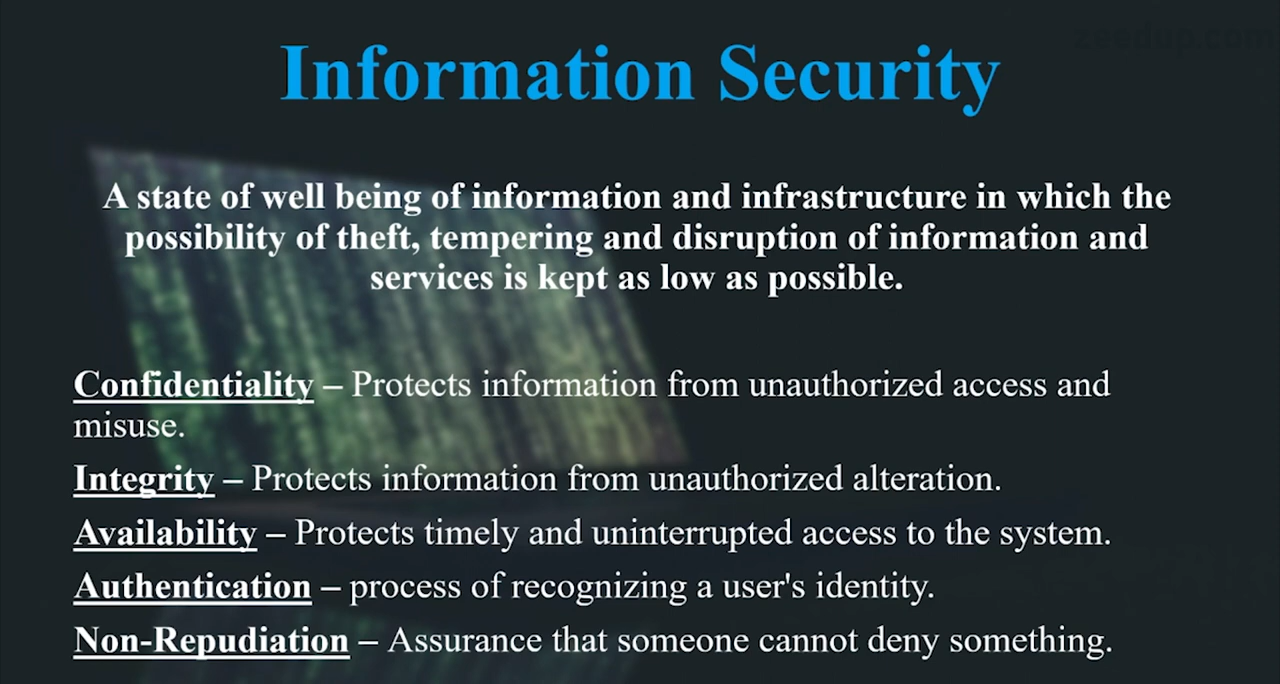 Information Security
A state of well being of information and infrastructure in which the
possibility of theft, tempering and disruption of information and
services is kept as low as possible.
Confidentiality – Protects information from unauthorized access and
misuse.
Integrity – Protects information from unauthorized alteration.
Availability – Protects timely and uninterrupted access to the system.
Authentication – process of recognizing a user's identity.
Non-Repudiation – Assurance that someone cannot deny something.